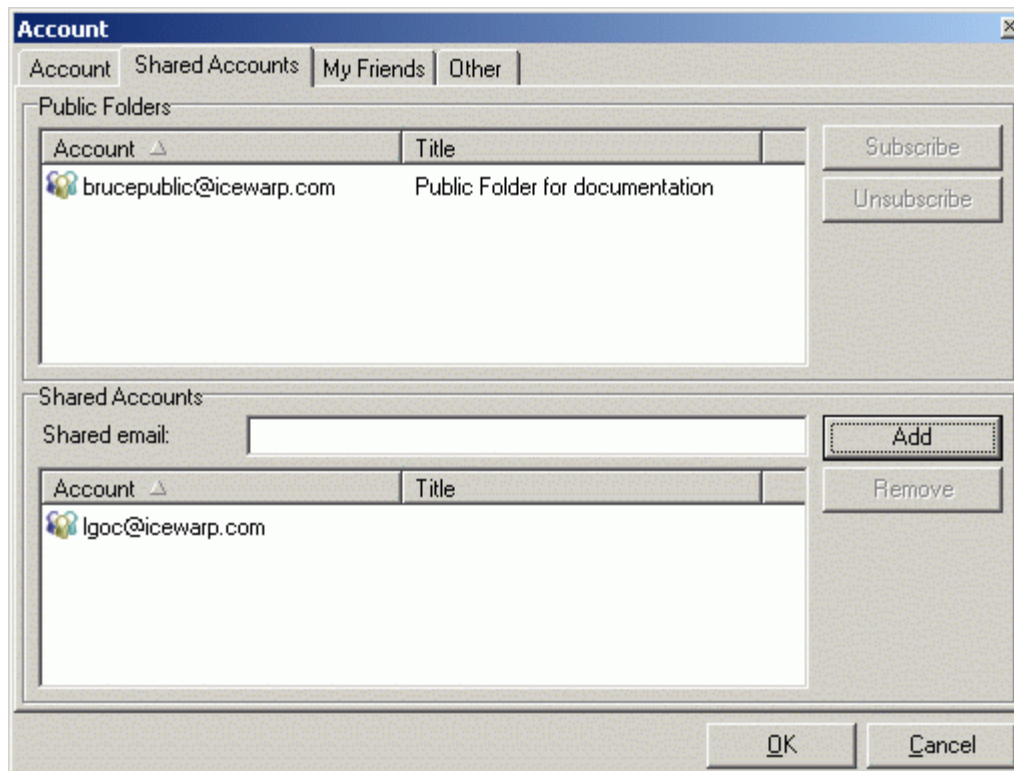 Account
Account Shared Accounts My Friends Other
Public Folders
Account Title
Subscribe
brucepublic@icewarp.com Public Folder for documentation
Unsubscribe
Shared Accounts
Shared email:
Add
Account Title
Remove
lgoc@icewarp.com
OK Cancel